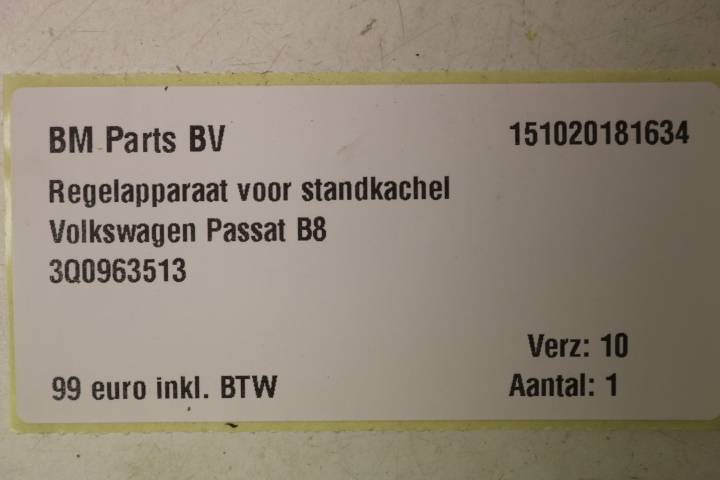 BM Parts BV 151020181634
Regelapparaat voor standkachel
Volkswagen Passat B8
3Q0963513
Verz: 10
99 euro inkl. BTW Aantal: 1